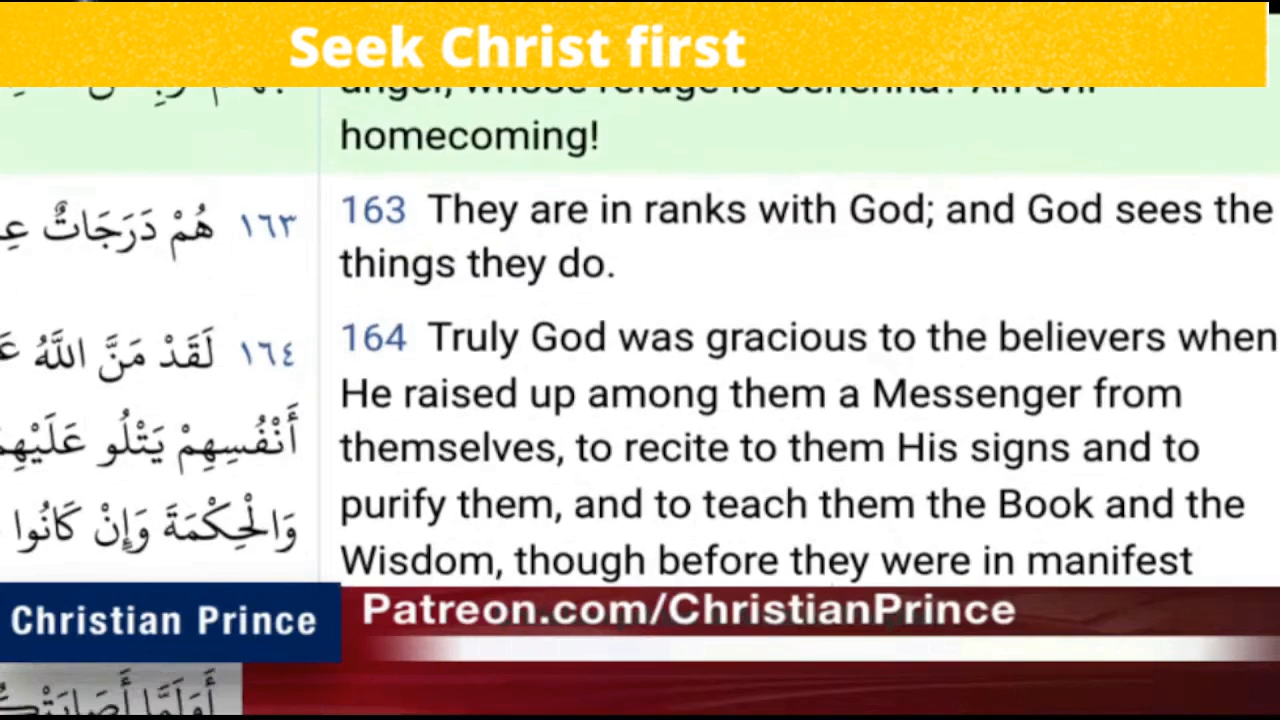 Seek Christ first
homecoming!
هُمْ دَرَجَاتٌ ١٦٣
163 They are in ranks with God; and God sees the
things they do.
لَقَدْ مَنَّ اللَّهُ ١٦٤
164 Truly God was gracious to the believers when
He raised up among them a Messenger from
themselves, to recite to them His signs and to
purify them, and to teach them the Book and the
Wisdom, though before they were in manifest
أَنْفُسِهِمْ يَتْلُو عَلَيْهِمْ
وَالْحِكْمَةَ وَإِنْ كَانُوا
Christian Prince
Patreon.com/ChristianPrince